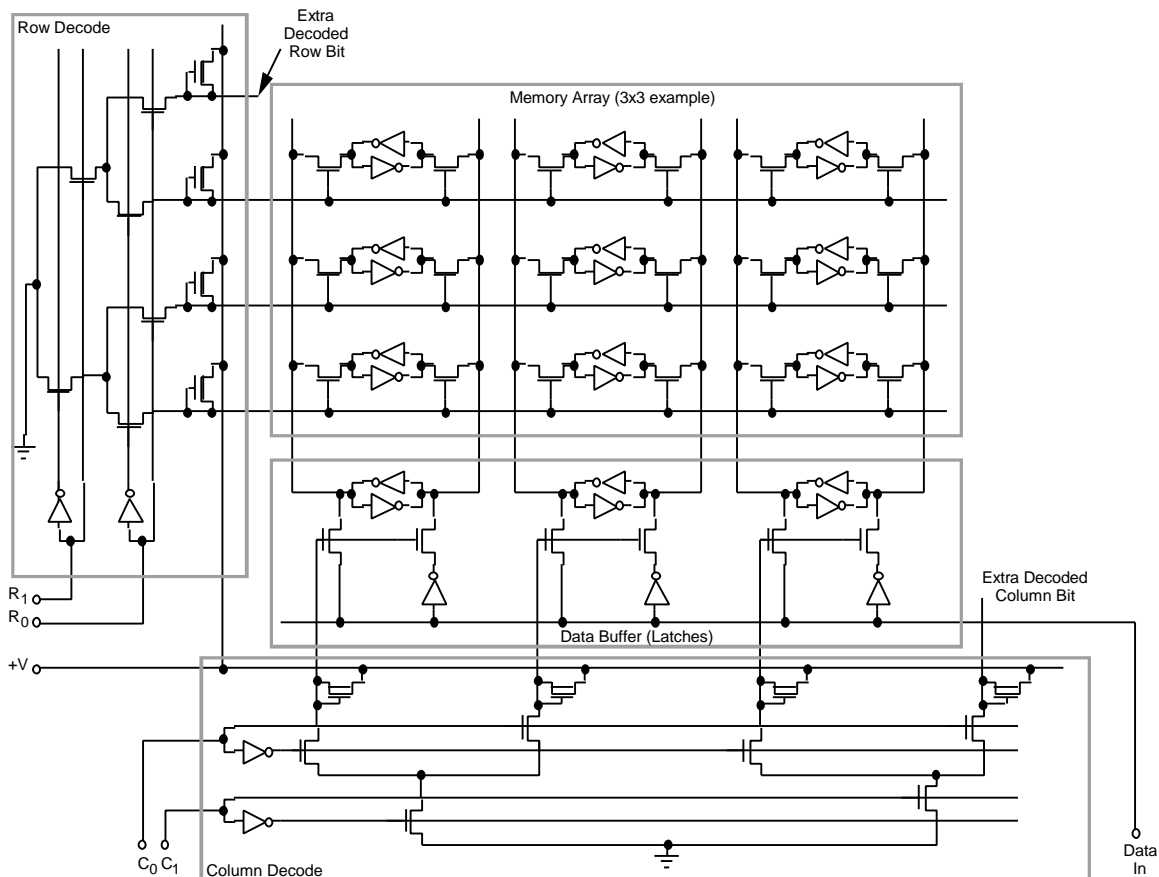 Row Decode
Extra
Decoded
Row Bit
Memory Array (3x3 example)
R1
R0
Extra Decoded
Column Bit
Data Buffer (Latches)
+V
C0 C1
Column Decode
Data
In